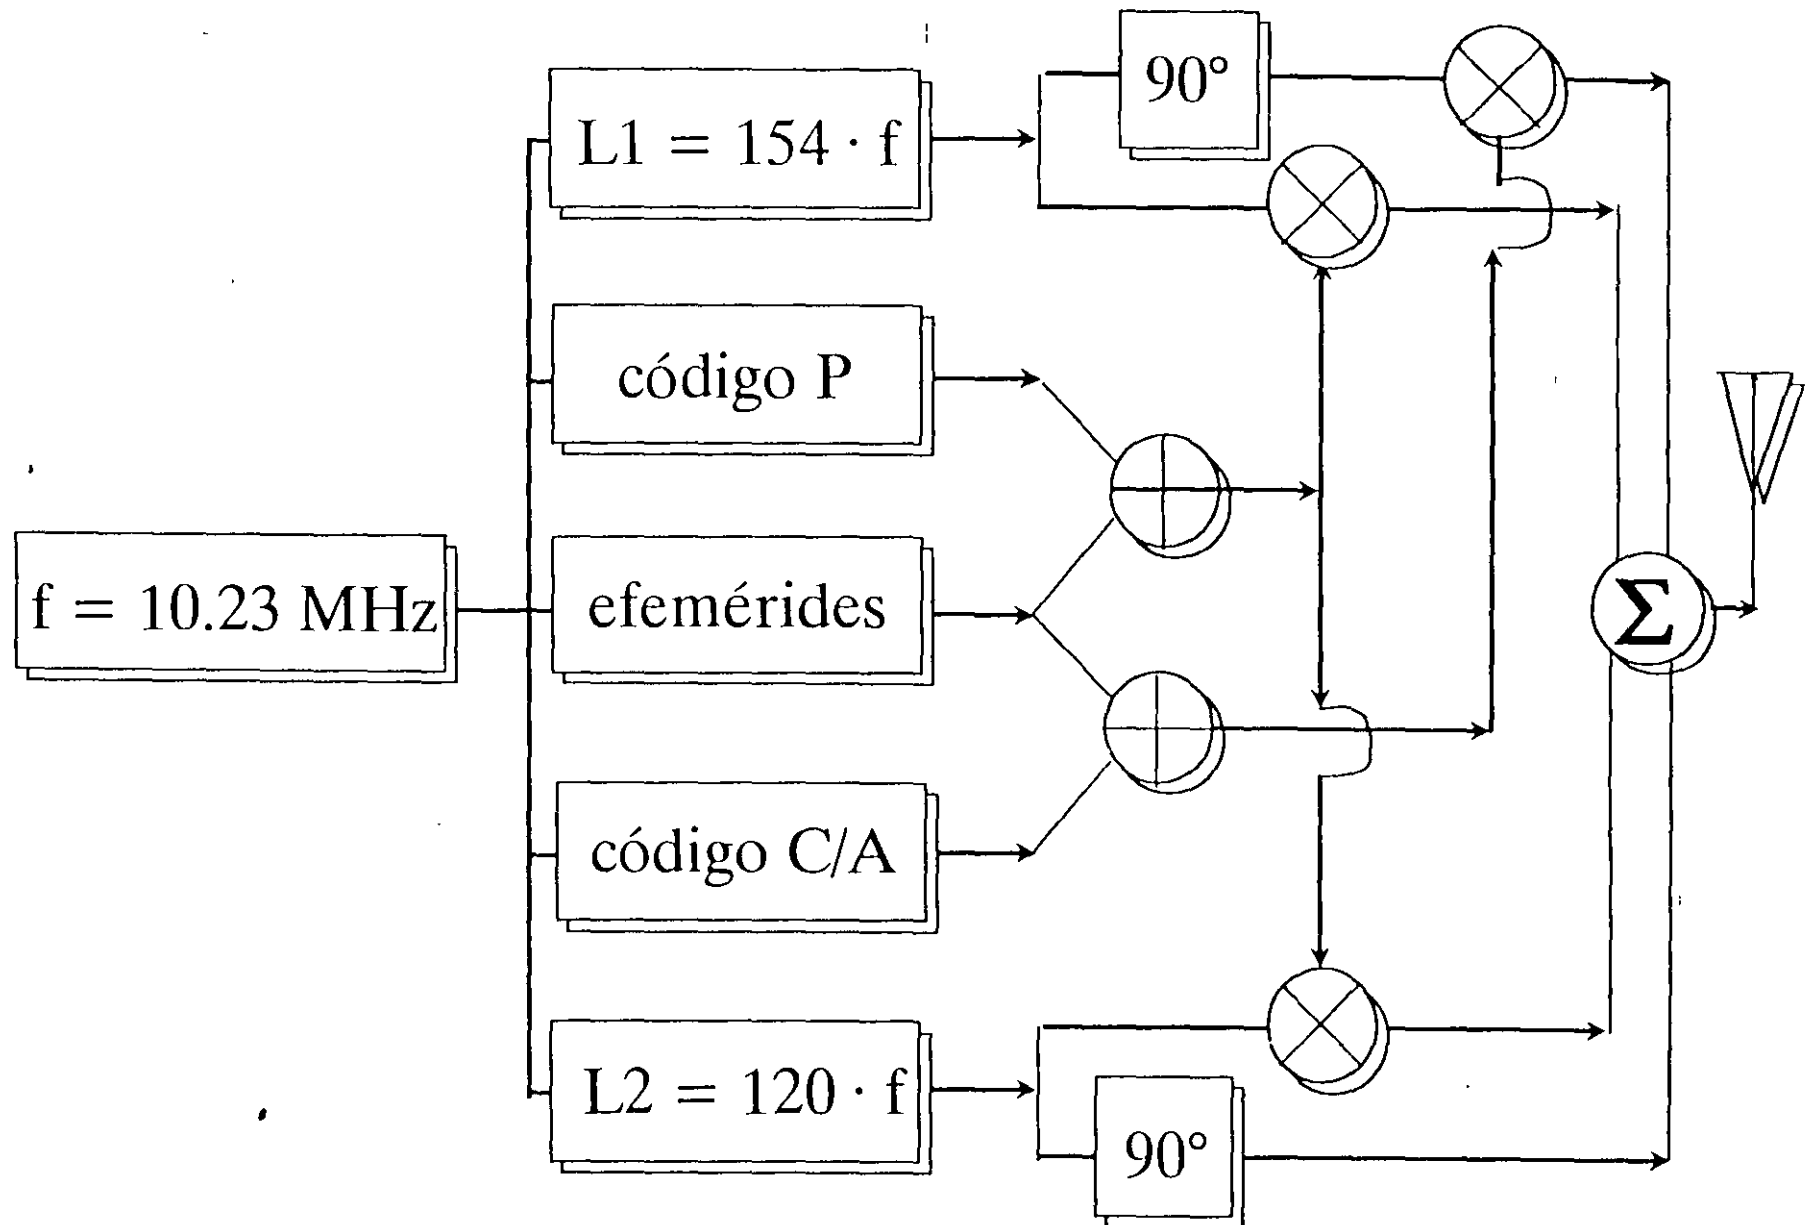 90°
L1 = 154 · f
código P
efemérides
f = 10.23 MHz
Σ
código C/A
L2 = 120 · f
90°